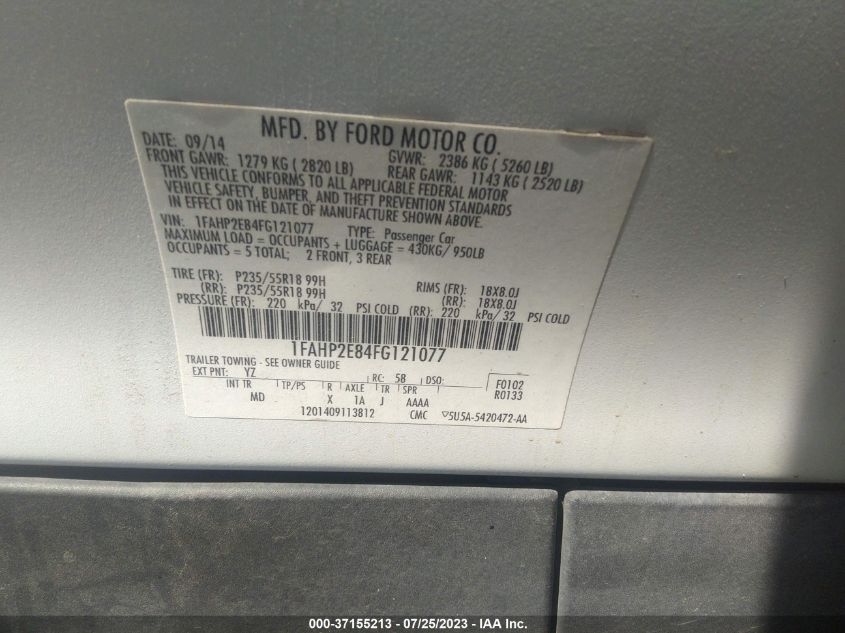 MFD. BY FORD MOTOR CO.
DATE: 09/14 GVWR: 2386 KG ( 5260 LB)
FRONT GAWR: 1279 KG ( 2820 LB) REAR GAWR: 1143 KG ( 2520 LB)
THIS VEHICLE CONFORMS TO ALL APPLICABLE FEDERAL MOTOR
VEHICLE SAFETY, BUMPER, AND THEFT PREVENTION STANDARDS
IN EFFECT ON THE DATE OF MANUFACTURE SHOWN ABOVE.
VIN: 1FAHP2E84FG121077 TYPE: Passenger Car
MAXIMUM LOAD = OCCUPANTS + LUGGAGE = 430KG/ 950LB
OCCUPANTS = 5 TOTAL; 2 FRONT, 3 REAR
TIRE (FR): P235/55R18 99H RIMS (FR): 18X8.0J
(RR): P235/55R18 99H (RR): 18X8.0J
PRESSURE (FR): 220 kPa/ 32 PSI COLD (RR): 220 kPa/ 32 PSI COLD
1FAHP2E84FG121077
TRAILER TOWING - SEE OWNER GUIDE
EXT PNT: YZ RC: 58 DSO: F0102
R0133
INT TR TP/PS R AXLE TR SPR
MD X 1A J AAAA
1201409113812 CMC ▽5U5A-5420472-AA
000-37155213 - 07/25/2023 - IAA Inc.